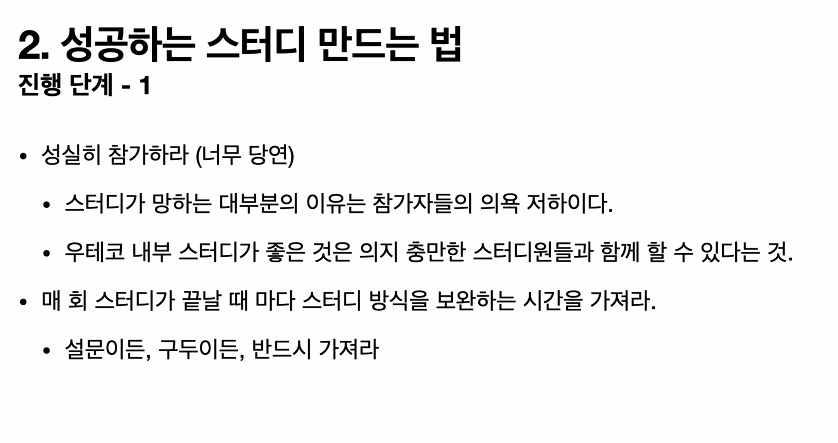 2. 성공하는 스터디 만드는 법
진행 단계 - 1
• 성실히 참가하라 (너무 당연)
• 스터디가 망하는 대부분의 이유는 참가자들의 의욕 저하이다.
• 우테코 내부 스터디가 좋은 것은 의지 충만한 스터디원들과 함께 할 수 있다는 것.
• 매 회 스터디가 끝날 때 마다 스터디 방식을 보완하는 시간을 가져라.
• 설문이든, 구두이든, 반드시 가져라